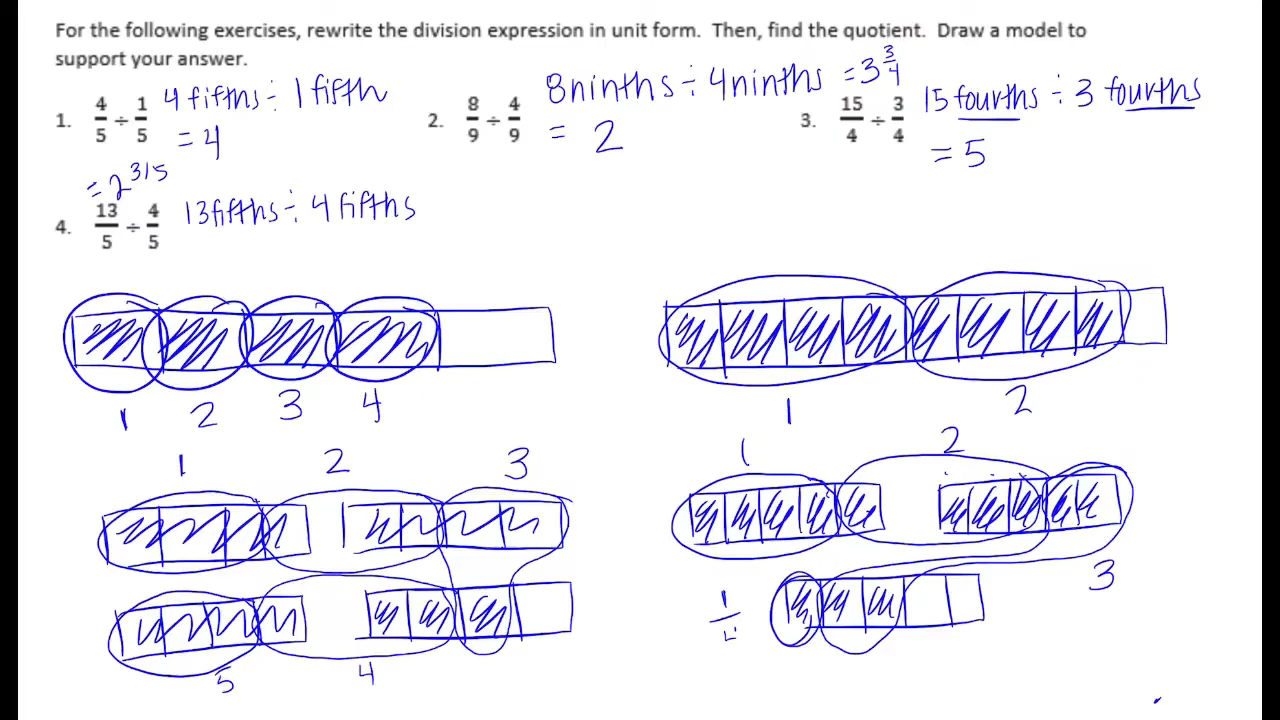 For the following exercises, rewrite the division expression in unit form. Then, find the quotient. Draw a model to
support your answer.
1. 4/5 ÷ 1/5 4 fifths ÷ 1 fifth
= 4
2. 8/9 ÷ 4/9 8 ninths ÷ 4 ninths
= 2
= 3 3/4
3. 15/4 ÷ 3/4 15 fourths ÷ 3 fourths
= 5
= 2 3/5
4. 13/5 ÷ 4/5 13 fifths ÷ 4 fifths
1 2 3 4
1 2
1 2 3
5 4
1 2
3
1/4